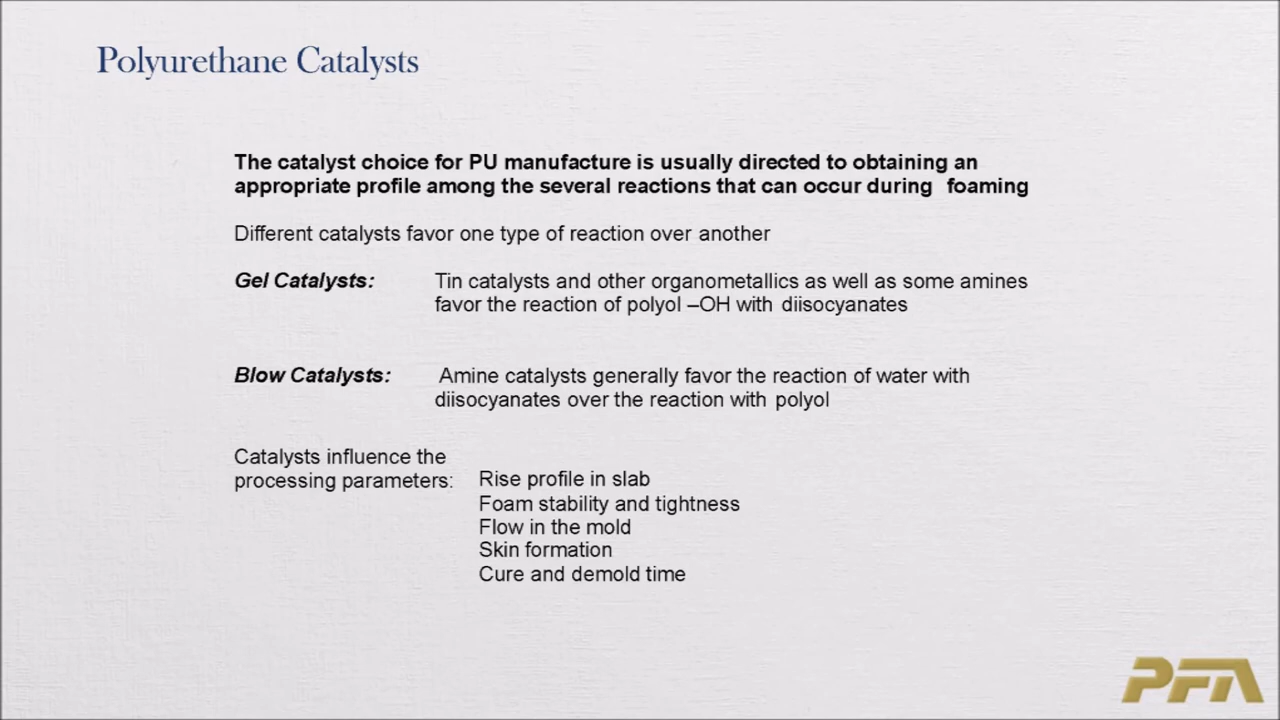 Polyurethane Catalysts
The catalyst choice for PU manufacture is usually directed to obtaining an
appropriate profile among the several reactions that can occur during foaming
Different catalysts favor one type of reaction over another
Gel Catalysts: Tin catalysts and other organometallics as well as some amines
favor the reaction of polyol –OH with diisocyanates
Blow Catalysts: Amine catalysts generally favor the reaction of water with
diisocyanates over the reaction with polyol
Catalysts influence the
processing parameters: Rise profile in slab
Foam stability and tightness
Flow in the mold
Skin formation
Cure and demold time
PFA